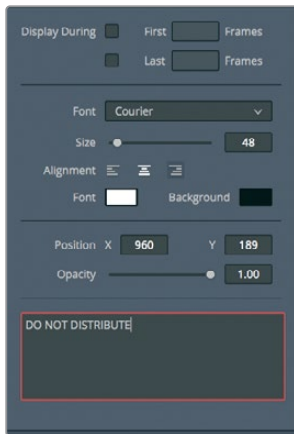 Display During First Frames
Last Frames
Font Courier
Size 48
Alignment
Font Background
Position X 960 Y 189
Opacity 1.00
DO NOT DISTRIBUTE